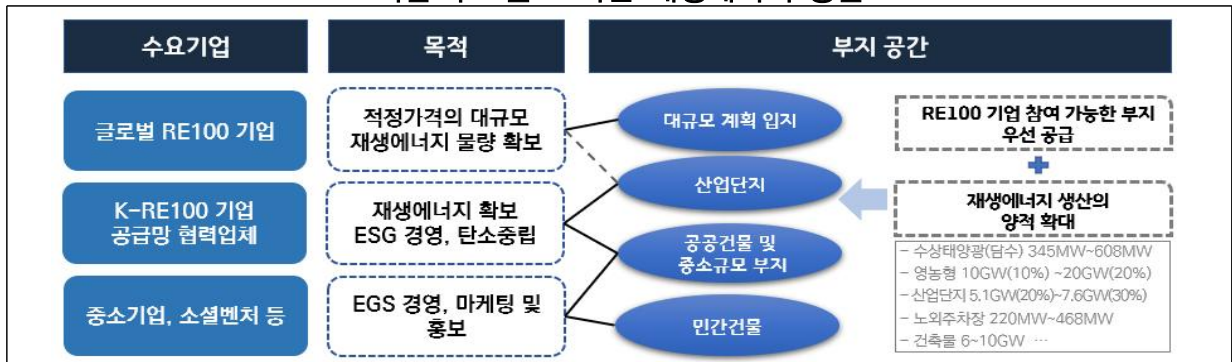 수요기업
목적
부지 공간
글로벌 RE100 기업
적정가격의 대규모
재생에너지 물량 확보
대규모 계획 입지
RE100 기업 참여 가능한 부지
우선 공급
산업단지
K-RE100 기업
공급망 협력업체
재생에너지 확보
ESG 경영, 탄소중립
재생에너지 생산의
양적 확대
공공건물 및
중소규모 부지
- 수상태양광(담수) 345MW~608MW
- 영농형 10GW(10%) ~20GW(20%)
- 산업단지 5.1GW(20%)~7.6GW(30%)
- 노외주차장 220MW~468MW
- 건축물 6~10GW ···
중소기업, 소셜벤처 등
EGS 경영, 마케팅 및
홍보
민간건물